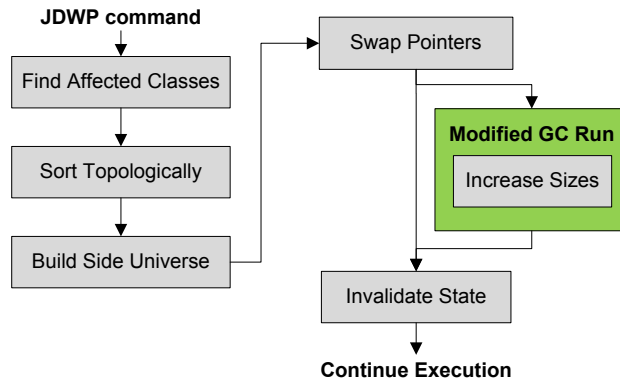 JDWP command
Find Affected Classes
Sort Topologically
Build Side Universe
Swap Pointers
Modified GC Run
Increase Sizes
Invalidate State
Continue Execution